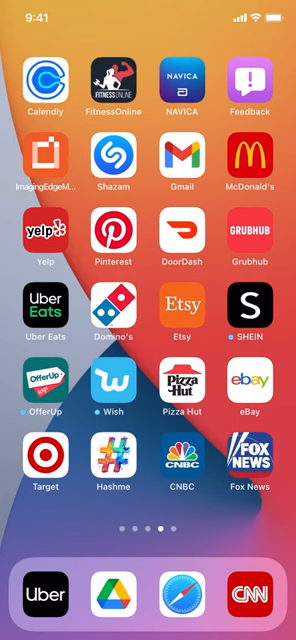 9:41
NAVICA
FITNESSONLINE
Calendly FitnessOnline NAVICA Feedback
ImagingEdgeM... Shazam Gmail McDonald's
yelp
GRUBHUB
Yelp Pinterest DoorDash Grubhub
Uber
Eats
Etsy
S
Uber Eats Domino's Etsy SHEIN
OfferUp
Pizza
Hut
ebay
OfferUp Wish Pizza Hut eBay
CNBC
FOX
NEWS
Target Hashme CNBC Fox News
Uber
CNN